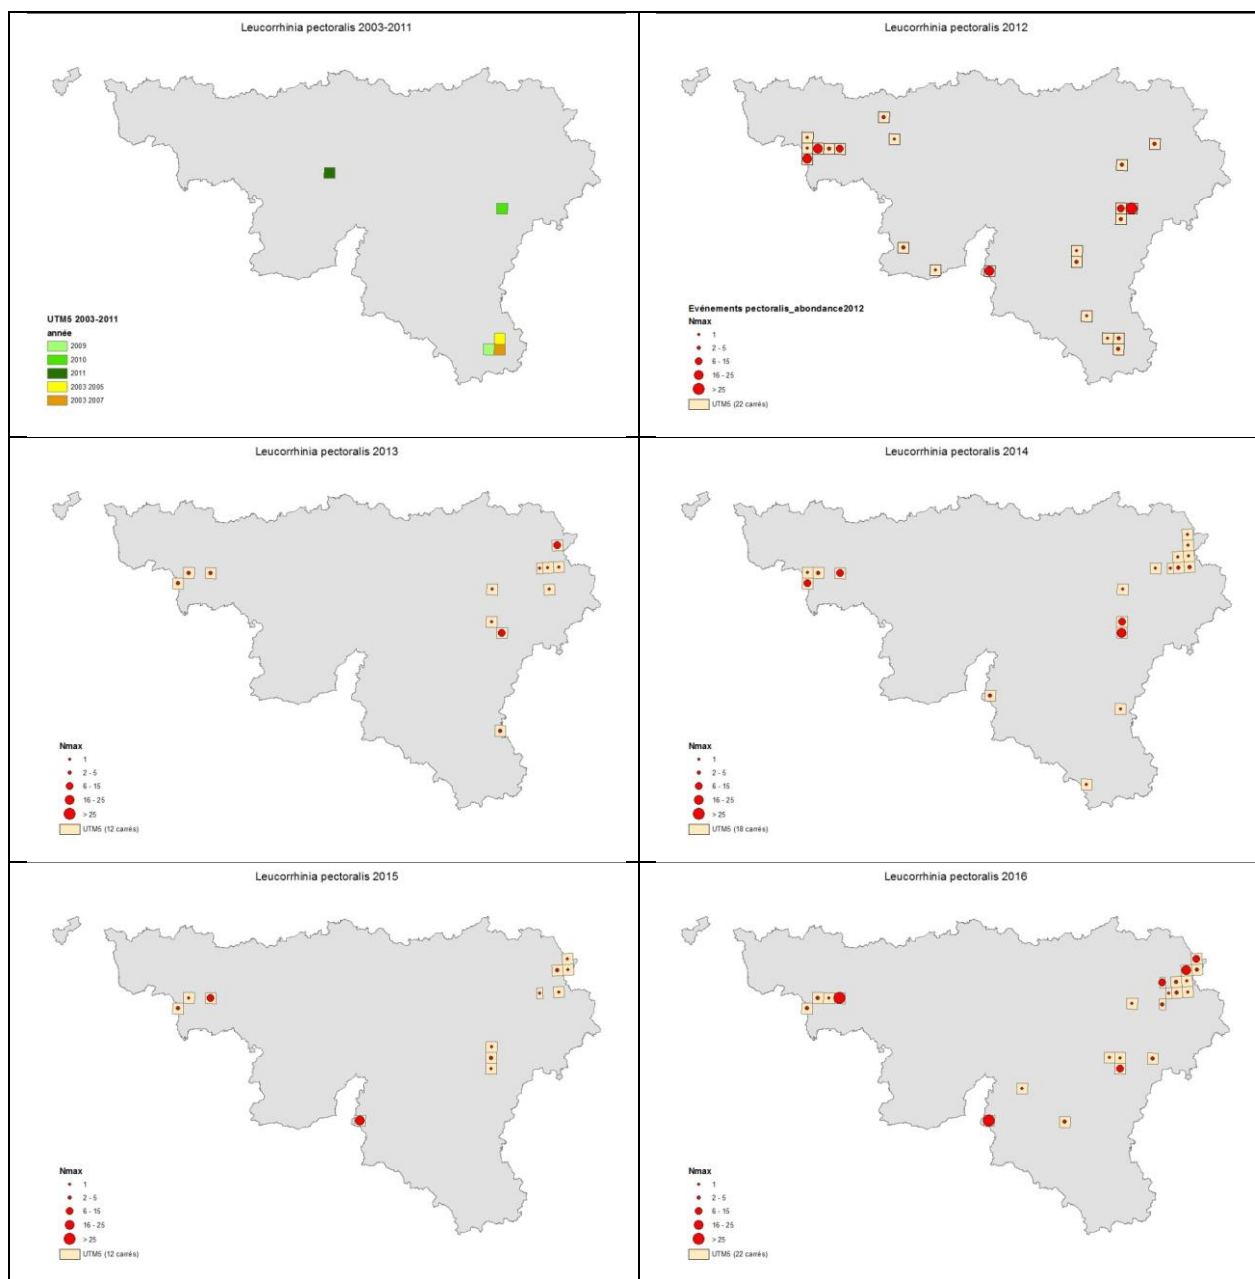 Leucorrhinia pectoralis 2003-2011
UTM5 2003-2011
année
2009
2010
2011
2003 2005
2003 2007
Leucorrhinia pectoralis 2012
Evénements pectoralis_abondance2012
Nmax
1
2 - 5
6 - 15
16 - 25
> 25
UTM5 (22 carrés)
Leucorrhinia pectoralis 2013
Nmax
1
2 - 5
6 - 15
16 - 25
> 25
UTM5 (12 carrés)
Leucorrhinia pectoralis 2014
Nmax
1
2 - 5
6 - 15
16 - 25
> 25
UTM5 (18 carrés)
Leucorrhinia pectoralis 2015
Nmax
1
2 - 5
6 - 15
16 - 25
> 25
UTM5 (12 carrés)
Leucorrhinia pectoralis 2016
Nmax
1
2 - 5
6 - 15
16 - 25
> 25
UTM5 (22 carrés)